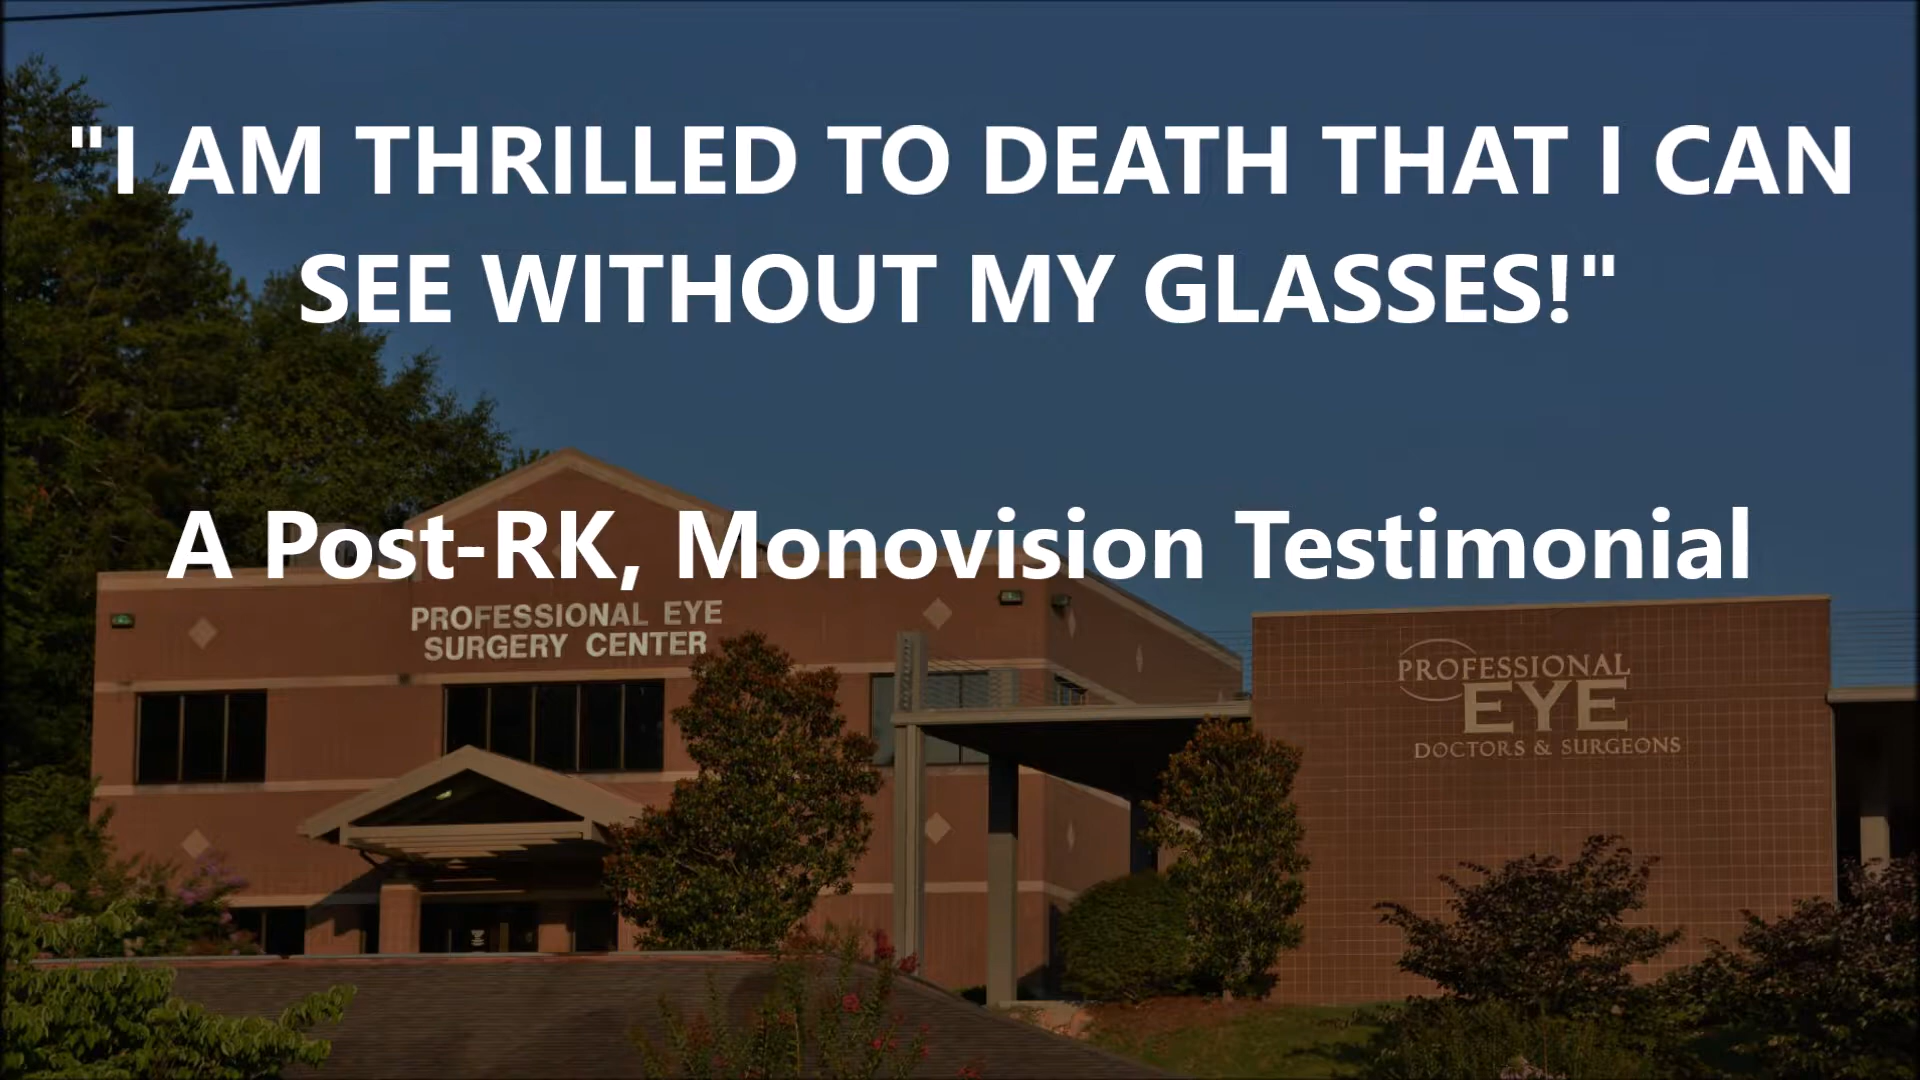 "I AM THRILLED TO DEATH THAT I CAN
SEE WITHOUT MY GLASSES!"
A Post-RK, Monovision Testimonial
PROFESSIONAL EYE
SURGERY CENTER
PROFESSIONAL
EYE
DOCTORS & SURGEONS